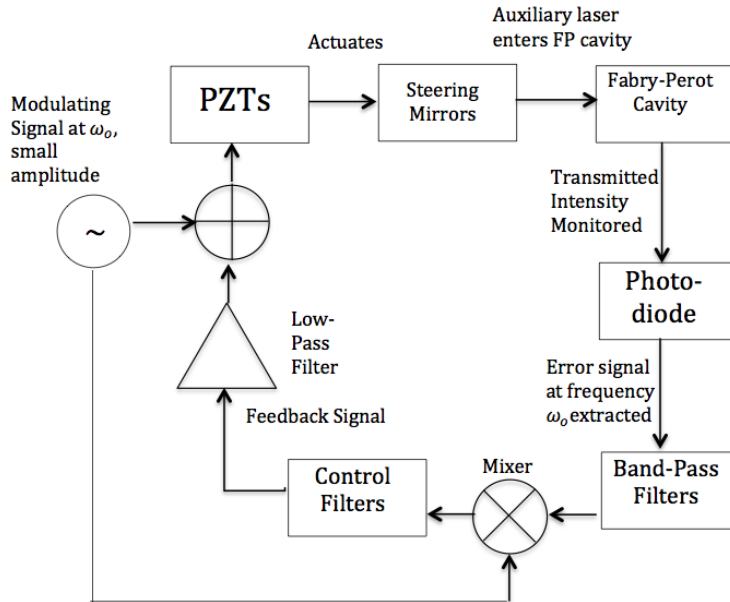 Auxiliary laser
enters FP cavity
Actuates
Modulating
Signal at ω₀,
small
amplitude
PZTs
Steering
Mirrors
Fabry-Perot
Cavity
Transmitted
Intensity
Monitored
~
Photo-
diode
Low-
Pass
Filter
Error signal
at frequency
ω₀ extracted
Feedback Signal
Mixer
Control
Filters
Band-Pass
Filters